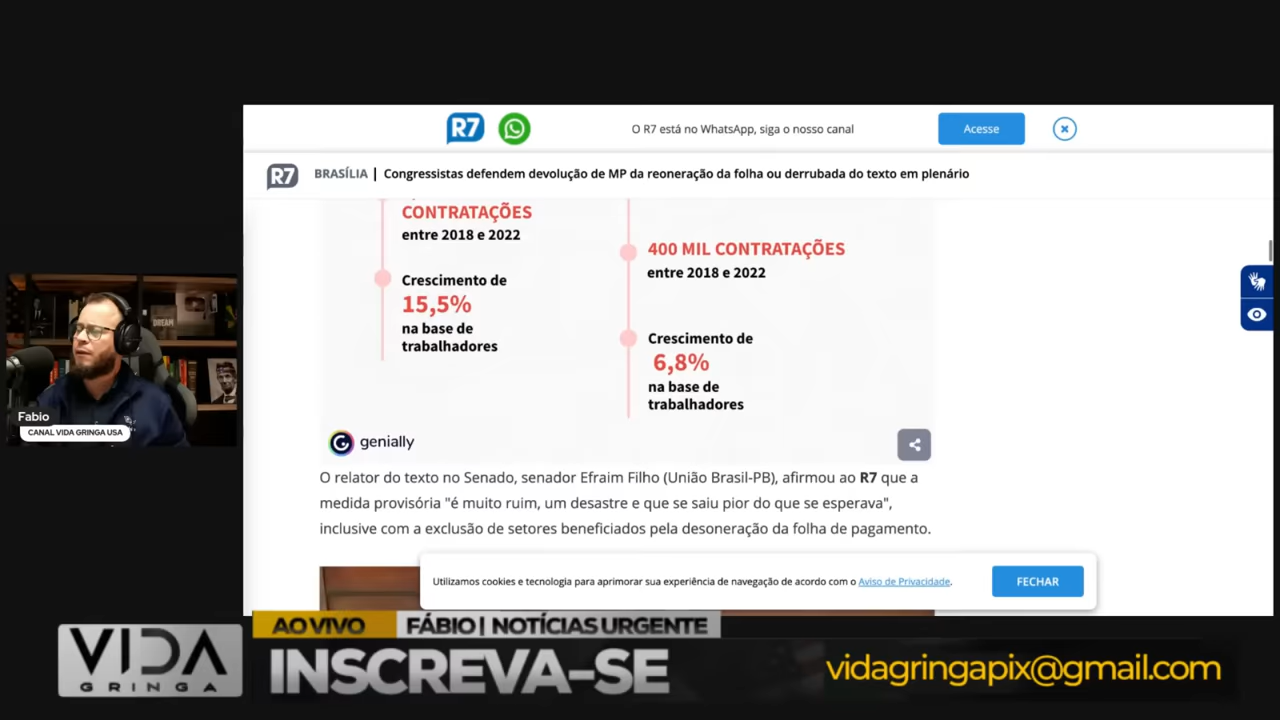 R7
O R7 está no WhatsApp, siga o nosso canal
Acesse
R7
BRASÍLIA | Congressistas defendem devolução de MP da reoneração da folha ou derrubada do texto em plenário
CONTRATAÇÕES
entre 2018 e 2022
Crescimento de
15,5%
na base de
trabalhadores
400 MIL CONTRATAÇÕES
entre 2018 e 2022
Crescimento de
6,8%
na base de
trabalhadores
genially
O relator do texto no Senado, senador Efraim Filho (União Brasil-PB), afirmou ao R7 que a
medida provisória "é muito ruim, um desastre e que se saiu pior do que se esperava",
inclusive com a exclusão de setores beneficiados pela desoneração da folha de pagamento.
Utilizamos cookies e tecnologia para aprimorar sua experiência de navegação de acordo com o Aviso de Privacidade.
FECHAR
DREAM
Fabio
CANAL VIDA GRINGA USA
AO VIVO
FÁBIO | NOTÍCIAS URGENTE
VIDA
GRINGA
INSCREVA-SE
vidagringapix@gmail.com